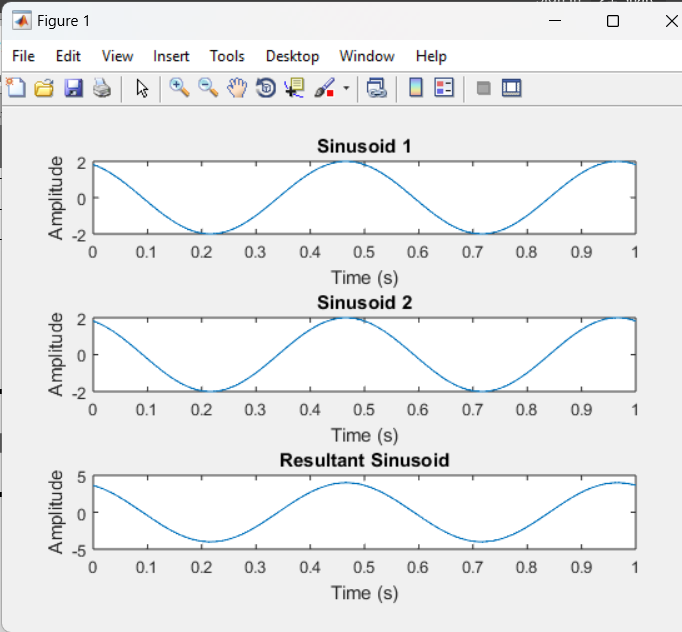 Figure 1
File Edit View Insert Tools Desktop Window Help
Sinusoid 1
2
0
-2
Amplitude
0 0.1 0.2 0.3 0.4 0.5 0.6 0.7 0.8 0.9 1
Time (s)
Sinusoid 2
2
0
-2
Amplitude
0 0.1 0.2 0.3 0.4 0.5 0.6 0.7 0.8 0.9 1
Time (s)
Resultant Sinusoid
5
0
-5
Amplitude
0 0.1 0.2 0.3 0.4 0.5 0.6 0.7 0.8 0.9 1
Time (s)